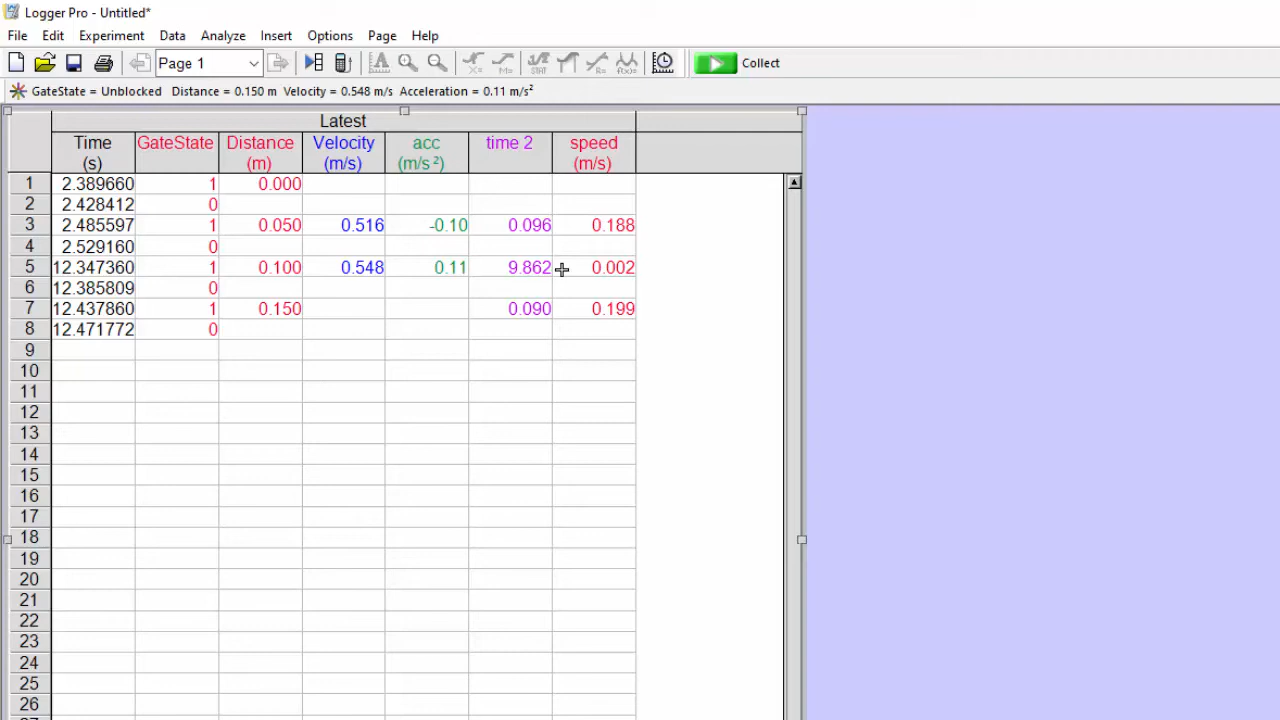 Logger Pro - Untitled*
File Edit Experiment Data Analyze Insert Options Page Help
Page 1 Collect
GateState = Unblocked Distance = 0.150 m Velocity = 0.548 m/s Acceleration = 0.11 m/s²
Latest
Time GateState Distance Velocity acc time 2 speed
(s) (m) (m/s) (m/s²) (m/s)
1 2.389660 1 0.000
2 2.428412 0
3 2.485597 1 0.050 0.516 -0.10 0.096 0.188
4 2.529160 0
5 12.347360 1 0.100 0.548 0.11 9.862 0.002
6 12.385809 0
7 12.437860 1 0.150 0.090 0.199
8 12.471772 0
9
10
11
12
13
14
15
16
17
18
19
20
21
22
23
24
25
26